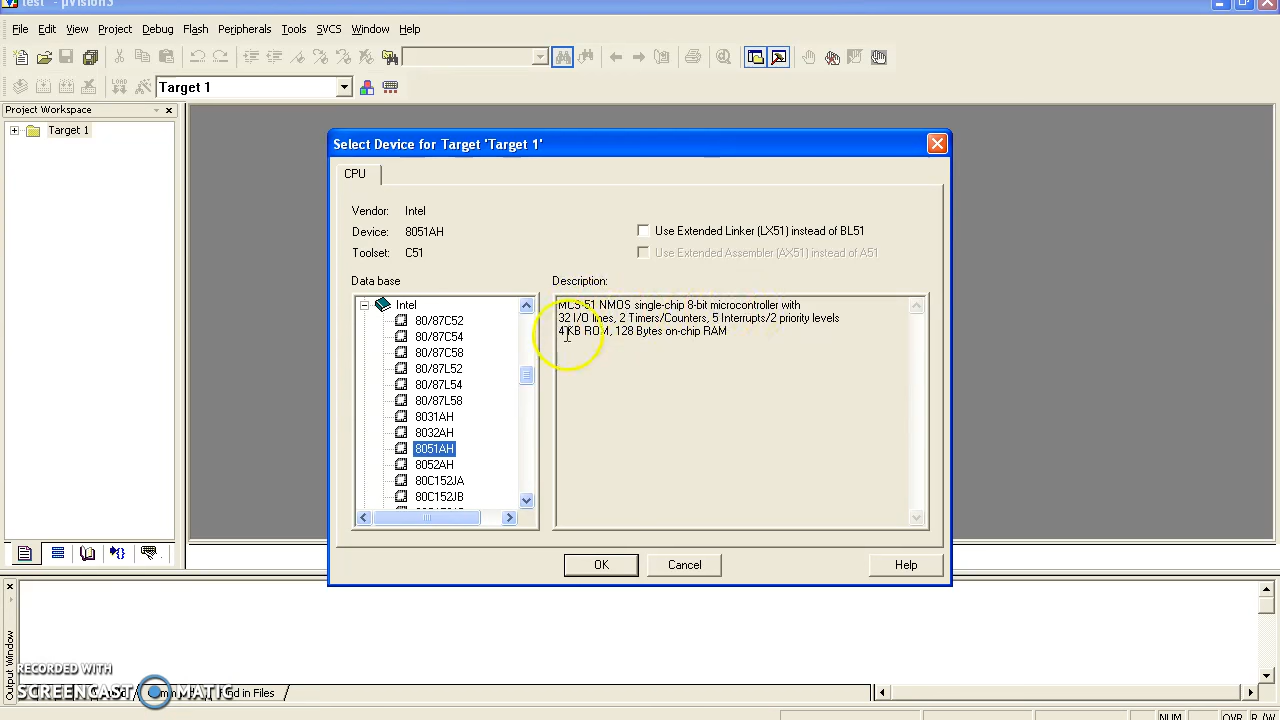 test - µVision3
File Edit View Project Debug Flash Peripherals Tools SVCS Window Help
Target 1
Project Workspace
Target 1
Select Device for Target 'Target 1'
CPU
Vendor: Intel
Device: 8051AH
Toolset: C51
Use Extended Linker (LX51) instead of BL51
Use Extended Assembler (AX51) instead of A51
Data base
Intel
80/87C52
80/87C54
80/87C58
80/87L52
80/87L54
80/87L58
8031AH
8032AH
8051AH
8052AH
80C152JA
80C152JB
Description:
MCS-51 NMOS single-chip 8-bit microcontroller with
32 I/O lines, 2 Timers/Counters, 5 Interrupts/2 priority levels
4 KB ROM, 128 Bytes on-chip RAM
OK Cancel Help
Output Window
RECORDED WITH
SCREENCAST MATIC
in Files
NUM OVR R/W